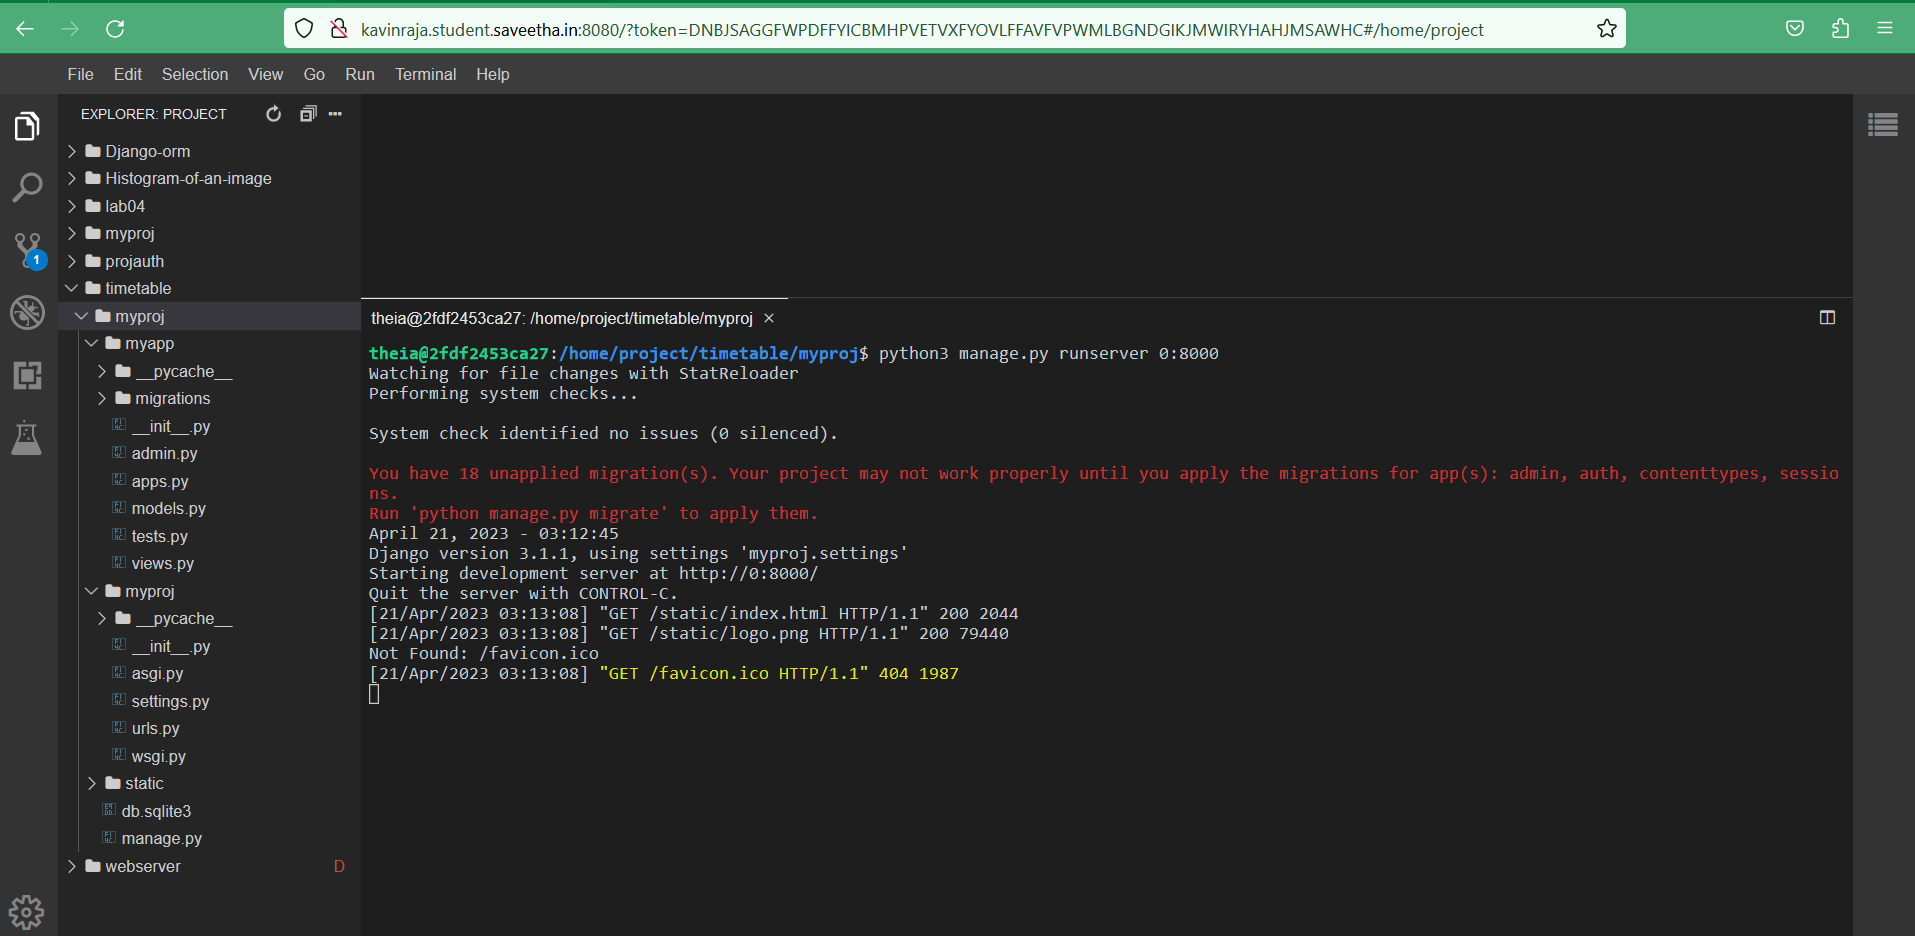 kavinraja.student.saveetha.in:8080/?token=DNBJSAGGFWPDFFYICBMHPVETVXFYOVLFFAVFVPWMLBGNDGIKJMWIRYHAHJMSAWHC#/home/project
File Edit Selection View Go Run Terminal Help
EXPLORER: PROJECT
Django-orm
Histogram-of-an-image
lab04
myproj
projauth
timetable
myproj
myapp
__pycache__
migrations
__init__.py
admin.py
apps.py
models.py
tests.py
views.py
myproj
__pycache__
__init__.py
asgi.py
settings.py
urls.py
wsgi.py
static
db.sqlite3
manage.py
webserver D
1
theia@2fdf2453ca27: /home/project/timetable/myproj ×
theia@2fdf2453ca27:/home/project/timetable/myproj$ python3 manage.py runserver 0:8000
Watching for file changes with StatReloader
Performing system checks...
System check identified no issues (0 silenced).
You have 18 unapplied migration(s). Your project may not work properly until you apply the migrations for app(s): admin, auth, contenttypes, sessio
ns.
Run 'python manage.py migrate' to apply them.
April 21, 2023 - 03:12:45
Django version 3.1.1, using settings 'myproj.settings'
Starting development server at http://0:8000/
Quit the server with CONTROL-C.
[21/Apr/2023 03:13:08] "GET /static/index.html HTTP/1.1" 200 2044
[21/Apr/2023 03:13:08] "GET /static/logo.png HTTP/1.1" 200 79440
Not Found: /favicon.ico
[21/Apr/2023 03:13:08] "GET /favicon.ico HTTP/1.1" 404 1987